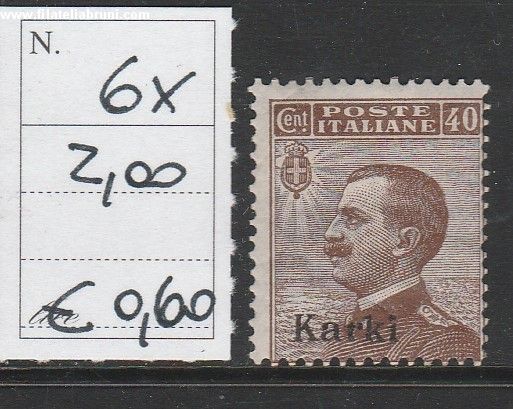 www.filateliabruni.com
N.
6x
2,00
€ 0,60
Cent. POSTE ITALIANE 40
Karki